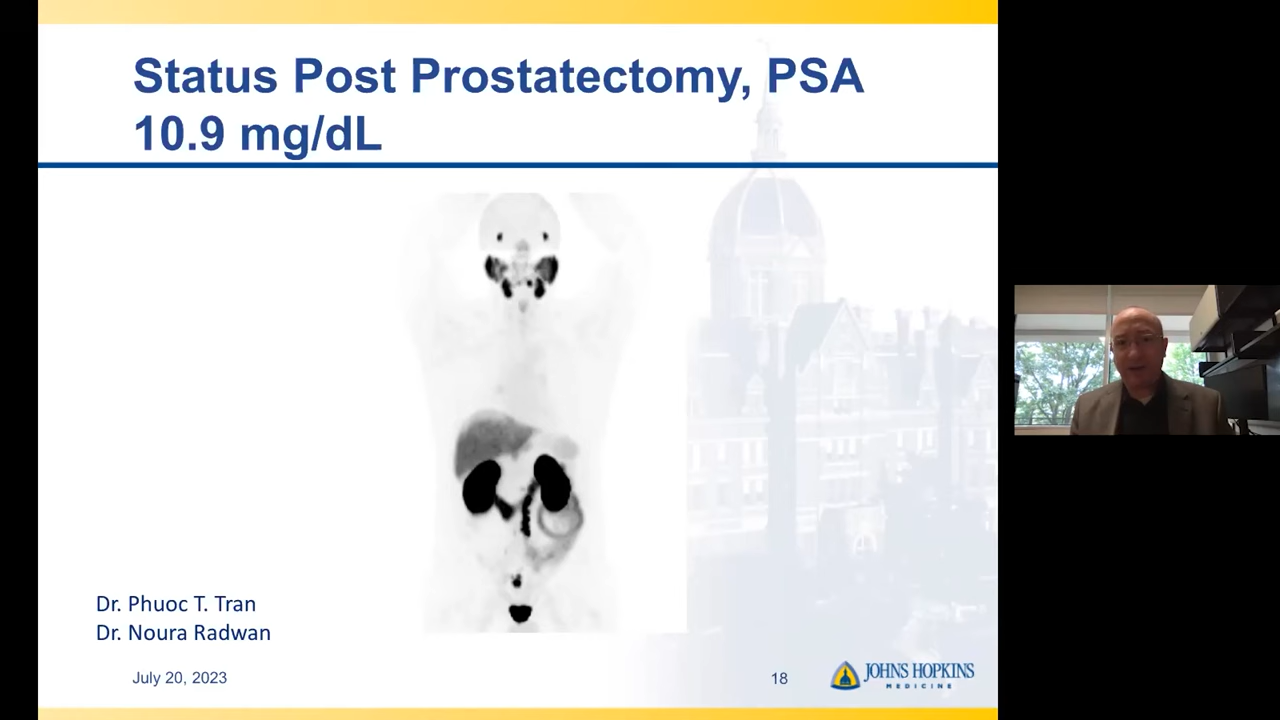 Status Post Prostatectomy, PSA
10.9 mg/dL
Dr. Phuoc T. Tran
Dr. Noura Radwan
July 20, 2023
18
JOHNS HOPKINS
MEDICINE